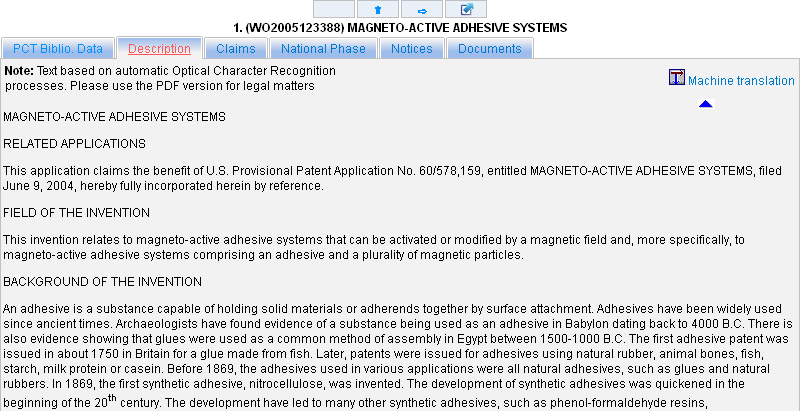 1. (WO2005123388) MAGNETO-ACTIVE ADHESIVE SYSTEMS
PCT Biblio. Data Description Claims National Phase Notices Documents
Note: Text based on automatic Optical Character Recognition
processes. Please use the PDF version for legal matters
Machine translation
MAGNETO-ACTIVE ADHESIVE SYSTEMS
RELATED APPLICATIONS
This application claims the benefit of U.S. Provisional Patent Application No. 60/578,159, entitled MAGNETO-ACTIVE ADHESIVE SYSTEMS, filed
June 9, 2004, hereby fully incorporated herein by reference.
FIELD OF THE INVENTION
This invention relates to magneto-active adhesive systems that can be activated or modified by a magnetic field and, more specifically, to
magneto-active adhesive systems comprising an adhesive and a plurality of magnetic particles.
BACKGROUND OF THE INVENTION
An adhesive is a substance capable of holding solid materials or adherends together by surface attachment. Adhesives have been widely used
since ancient times. Archaeologists have found evidence of a substance being used as an adhesive in Babylon dating back to 4000 B.C. There is
also evidence showing that glues were used as a common method of assembly in Egypt between 1500-1000 B.C. The first adhesive patent was
issued in about 1750 in Britain for a glue made from fish. Later, patents were issued for adhesives using natural rubber, animal bones, fish,
starch, milk protein or casein. Before 1869, the adhesives used in various applications were all natural adhesives, such as glues and natural
rubbers. In 1869, the first synthetic adhesive, nitrocellulose, was invented. The development of synthetic adhesives was quickened in the
beginning of the 20th century. The development have led to many other synthetic adhesives, such as phenol-formaldehyde resins,